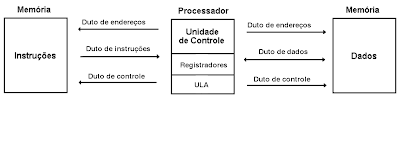 Memória
Instruções
Duto de endereços
Duto de instruções
Duto de controle
Processador
Unidade
de Controle
Registradores
ULA
Duto de endereços
Duto de dados
Duto de controle
Memória
Dados